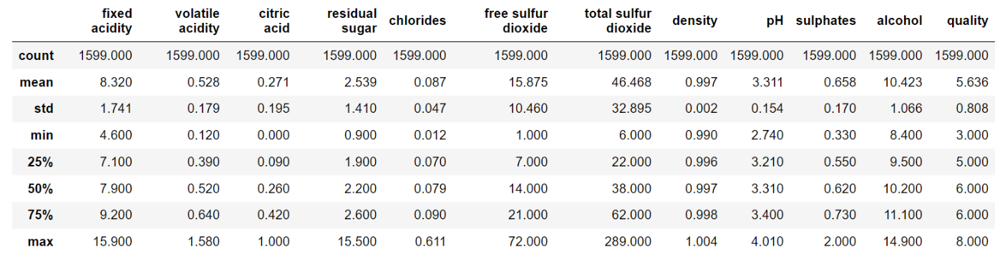 fixed acidity volatile acidity citric acid residual sugar chlorides free sulfur dioxide total sulfur dioxide density pH sulphates alcohol quality
count 1599.000 1599.000 1599.000 1599.000 1599.000 1599.000 1599.000 1599.000 1599.000 1599.000 1599.000 1599.000
mean 8.320 0.528 0.271 2.539 0.087 15.875 46.468 0.997 3.311 0.658 10.423 5.636
std 1.741 0.179 0.195 1.410 0.047 10.460 32.895 0.002 0.154 0.170 1.066 0.808
min 4.600 0.120 0.000 0.900 0.012 1.000 6.000 0.990 2.740 0.330 8.400 3.000
25% 7.100 0.390 0.090 1.900 0.070 7.000 22.000 0.996 3.210 0.550 9.500 5.000
50% 7.900 0.520 0.260 2.200 0.079 14.000 38.000 0.997 3.310 0.620 10.200 6.000
75% 9.200 0.640 0.420 2.600 0.090 21.000 62.000 0.998 3.400 0.730 11.100 6.000
max 15.900 1.580 1.000 15.500 0.611 72.000 289.000 1.004 4.010 2.000 14.900 8.000